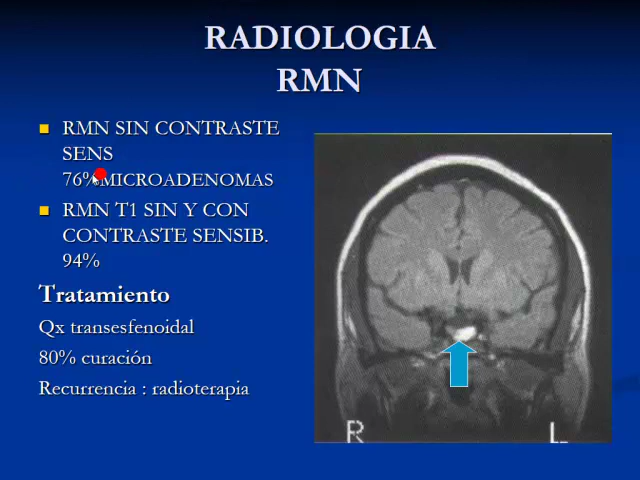 RADIOLOGIA
RMN
RMN SIN CONTRASTE
SENS
76%MICROADENOMAS
RMN T1 SIN Y CON
CONTRASTE SENSIB.
94%
Tratamiento
Qx transesfenoidal
80% curación
Recurrencia : radioterapia
R L